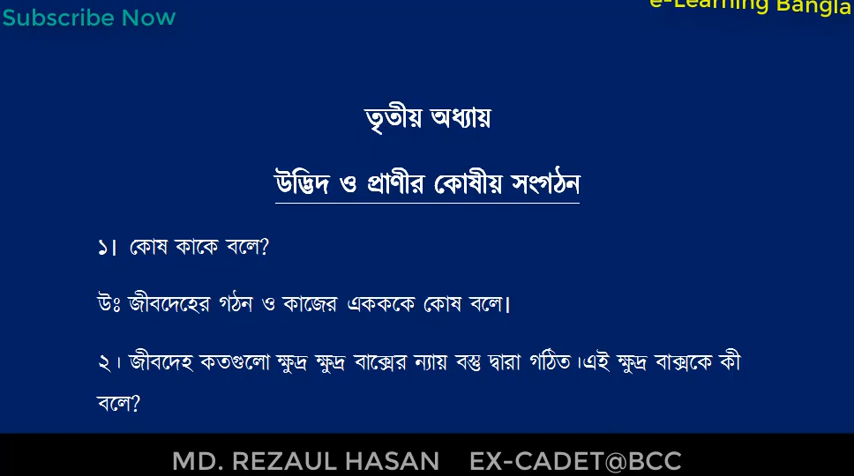 Subscribe Now
e-Learning Bangla
তৃতীয় অধ্যায়
উদ্ভিদ ও প্রাণীর কোষীয় সংগঠন
১। কোষ কাকে বলে?
উঃ জীবদেহের গঠন ও কাজের একককে কোষ বলে।
২। জীবদেহ কতগুলো ক্ষুদ্র ক্ষুদ্র বাক্সের ন্যায় বস্তু দ্বারা গঠিত।এই ক্ষুদ্র বাক্সকে কী
বলে?
MD. REZAUL HASAN EX-CADET@BCC